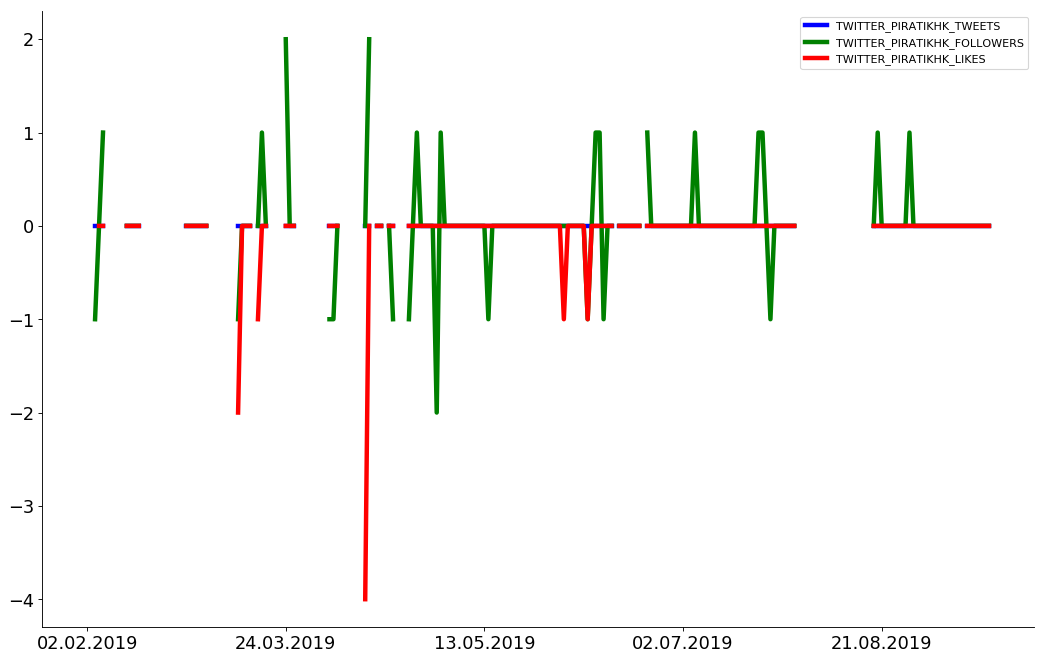 TWITTER_PIRATIKHK_TWEETS
TWITTER_PIRATIKHK_FOLLOWERS
TWITTER_PIRATIKHK_LIKES
2
1
0
−1
−2
−3
−4
02.02.2019 24.03.2019 13.05.2019 02.07.2019 21.08.2019